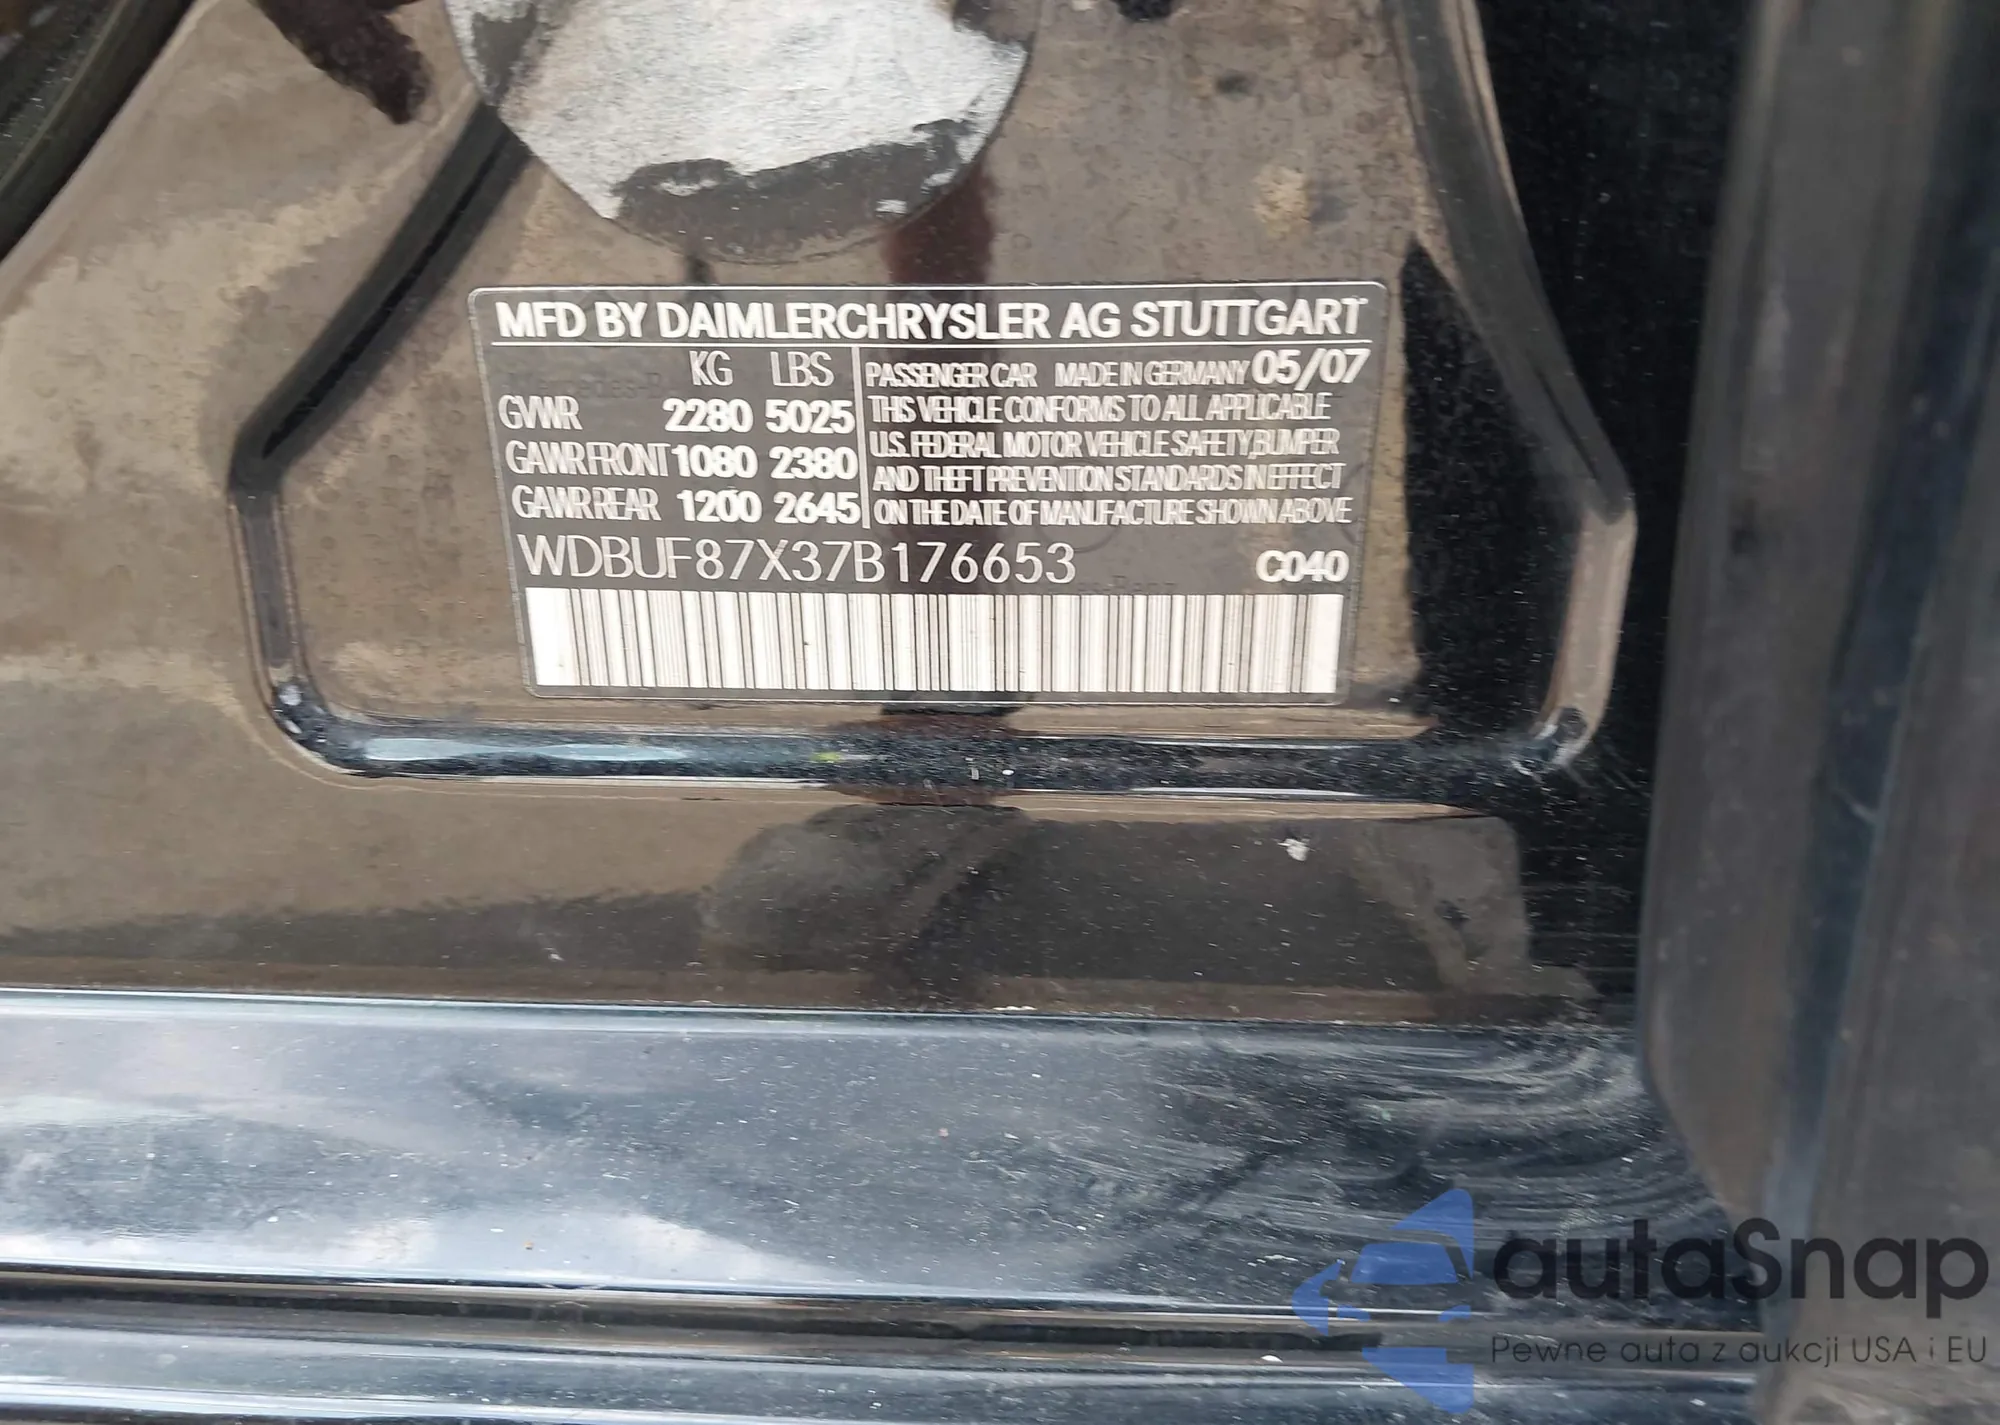 MFD BY DAIMLERCHRYSLER AG STUTTGART
KG LBS
GVWR 2280 5025
GAWR FRONT 1080 2380
GAWR REAR 1200 2645
PASSENGER CAR MADE IN GERMANY 05/07
THIS VEHICLE CONFORMS TO ALL APPLICABLE
U.S. FEDERAL MOTOR VEHICLE SAFETY, BUMPER
AND THEFT PREVENTION STANDARDS IN EFFECT
ON THE DATE OF MANUFACTURE SHOWN ABOVE
WDBUF87X37B176653 C040
autaSnap
Pewne auta z aukcji USA i EU